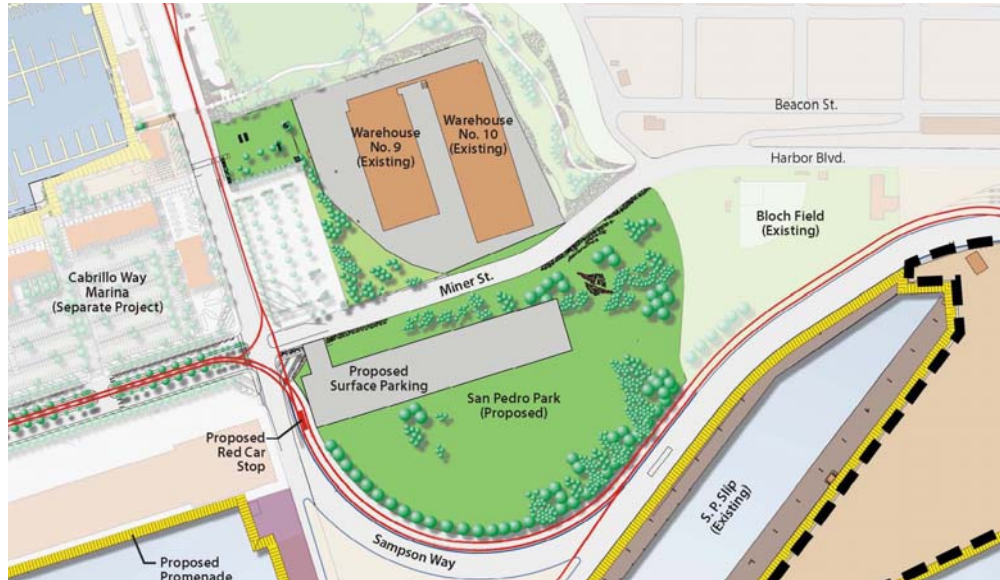 Beacon St.
Warehouse
No. 9
(Existing)
Warehouse
No. 10
(Existing)
Harbor Blvd.
Bloch Field
(Existing)
Cabrillo Way
Marina
(Separate Project)
Miner St.
Proposed
Surface Parking
San Pedro Park
(Proposed)
Proposed
Red Car
Stop
S. P. Slip
(Existing)
Sampson Way
Proposed
Promenade